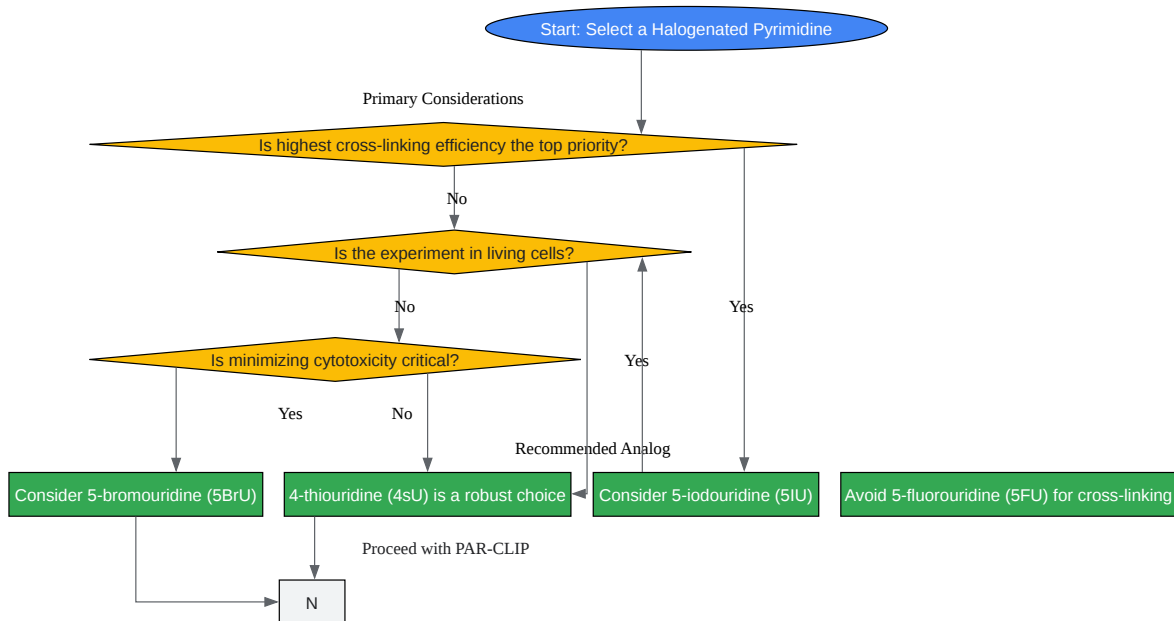 Start: Select a Halogenated Pyrimidine
Primary Considerations
Is highest cross-linking efficiency the top priority?
No
Is the experiment in living cells?
No
Yes
Is minimizing cytotoxicity critical?
Yes
Yes
No
Recommended Analog
Consider 5-bromouridine (5BrU)
4-thiouridine (4sU) is a robust choice
Consider 5-iodouridine (5IU)
Avoid 5-fluorouridine (5FU) for cross-linking
Proceed with PAR-CLIP
N